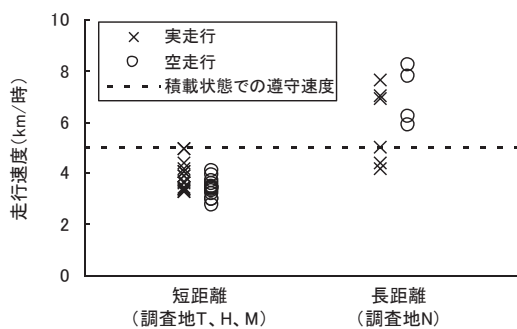 10
8
6
4
2
0
走行速度(km/時)
実走行
空走行
積載状態での遵守速度
短距離
(調査地T、H、M)
長距離
(調査地N)